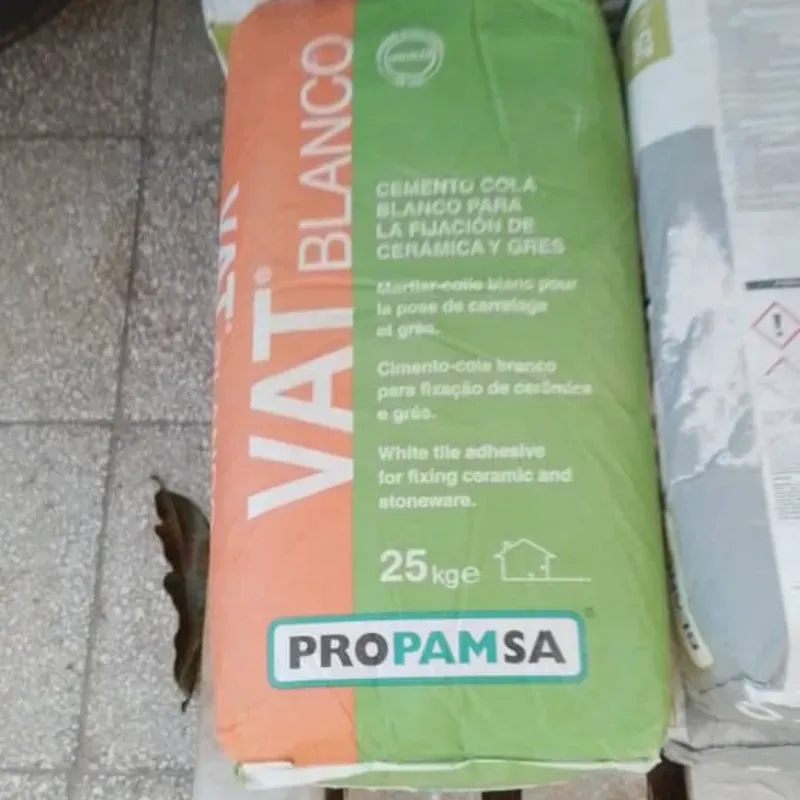 VAT® BLANCO
CEMENTO COLA
BLANCO PARA
LA FIJACIÓN DE
CERÁMICA Y GRES
Mortier-colle blanc pour
la pose de carrelage
et grès.
Cimento-cola branco
para fixação de cerâmica
e grés.
White tile adhesive
for fixing ceramic and
stoneware.
25 kg e
PROPAMSA®